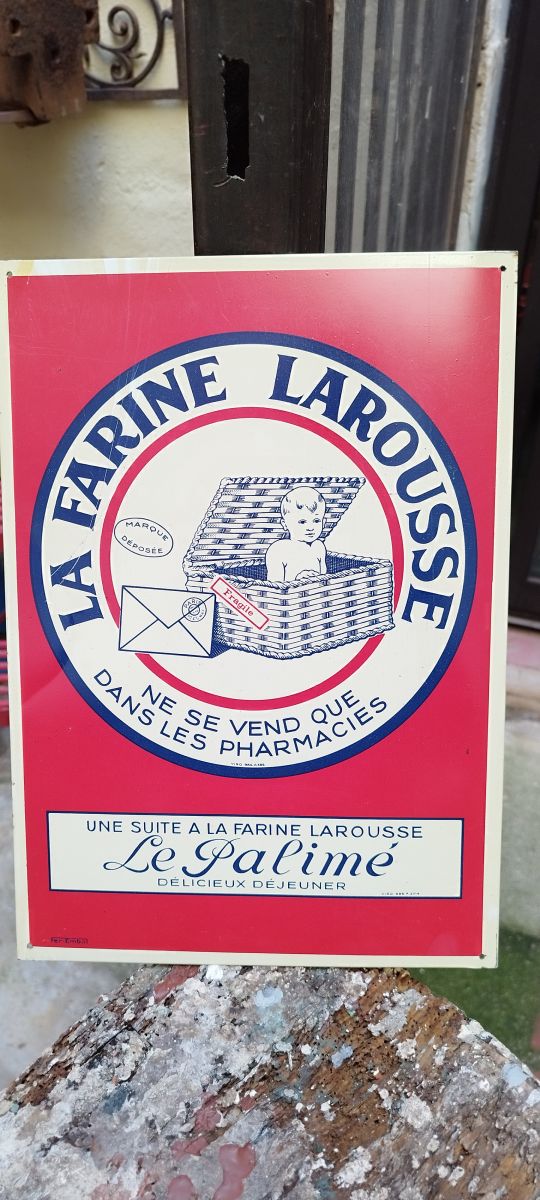 LA FARINE LAROUSSE
MARQUE
DÉPOSÉE
Fragile
NE SE VEND QUE
DANS LES PHARMACIES
UNE SUITE A LA FARINE LAROUSSE
Le Palimé
DÉLICIEUX DÉJEUNER